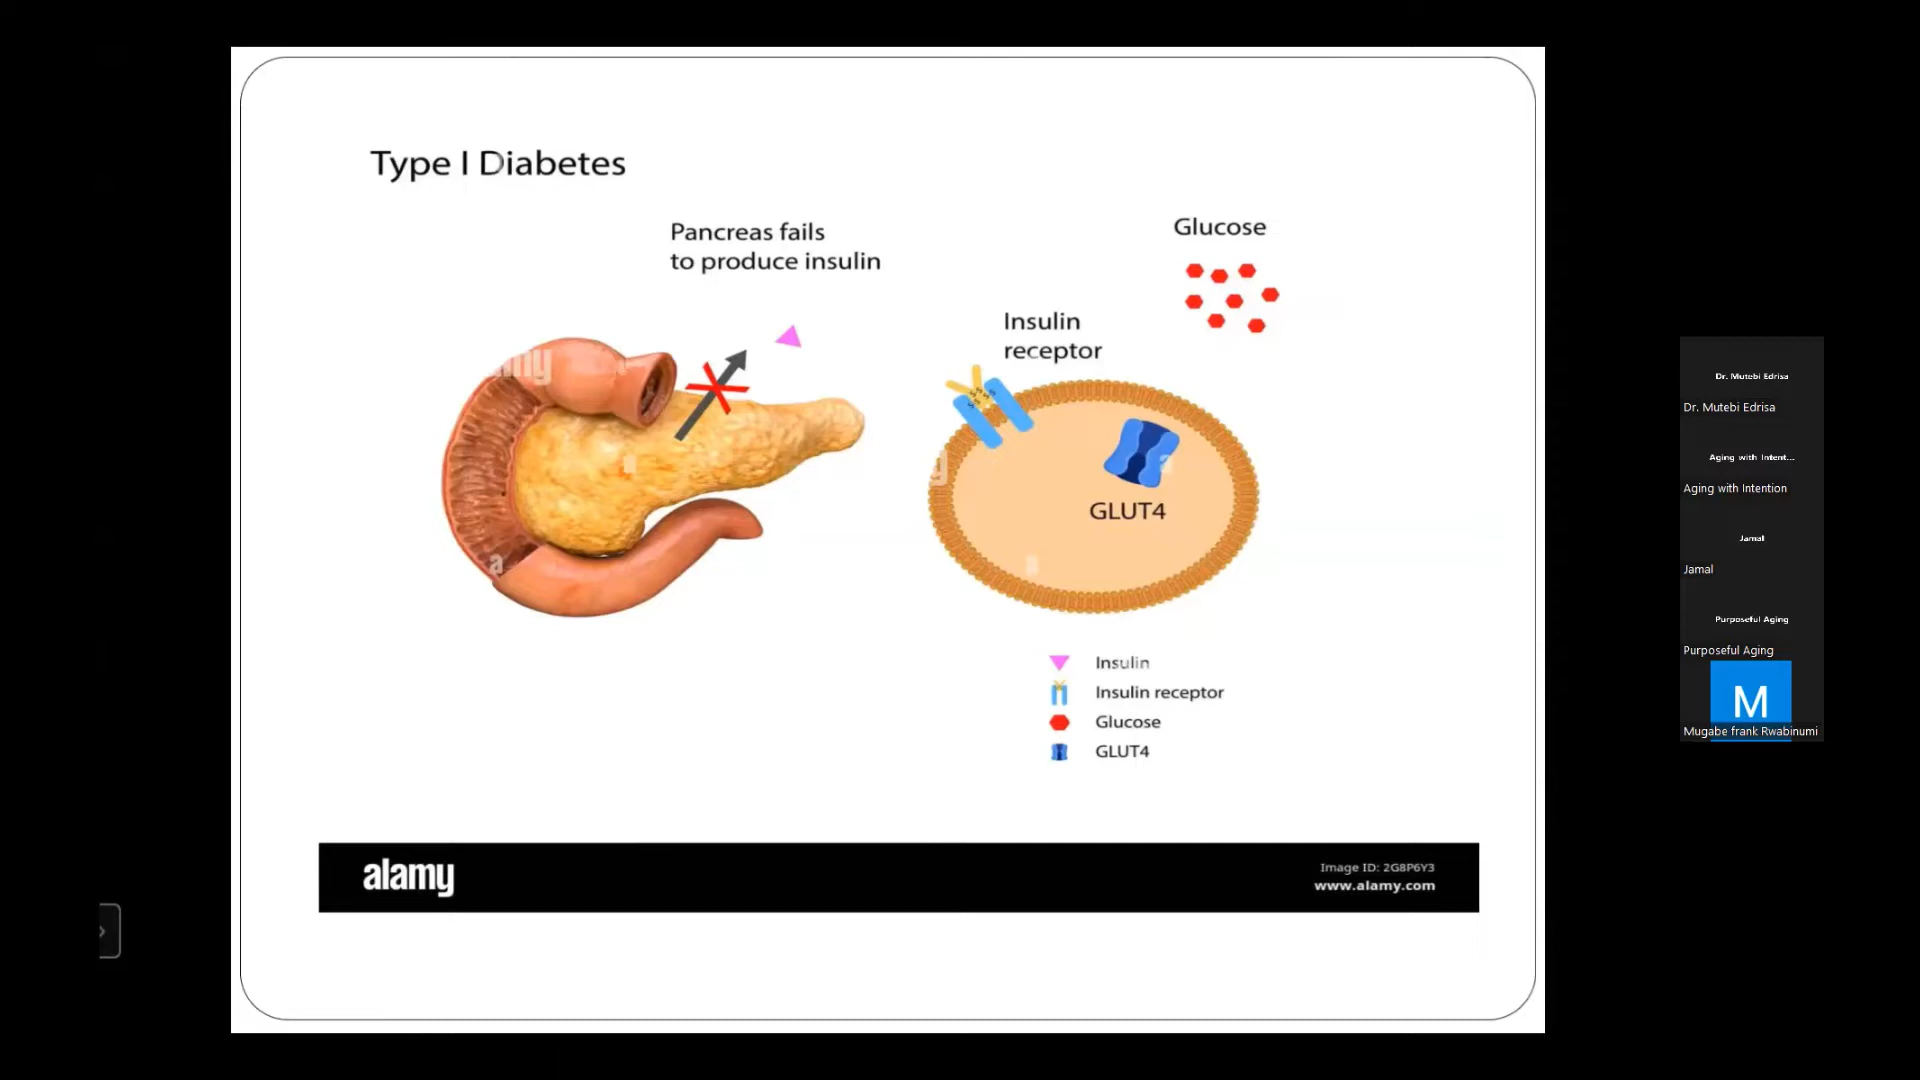 Type I Diabetes
Pancreas fails
to produce insulin
Glucose
Insulin
receptor
GLUT4
Insulin
Insulin receptor
Glucose
GLUT4
alamy
Image ID: 2G8P6Y3
www.alamy.com
Dr. Mutebi Edrisa
Dr. Mutebi Edrisa
Aging with Intent...
Aging with Intention
Jamal
Jamal
Purposeful Aging
Purposeful Aging
M
Mugabe frank Rwabinumi